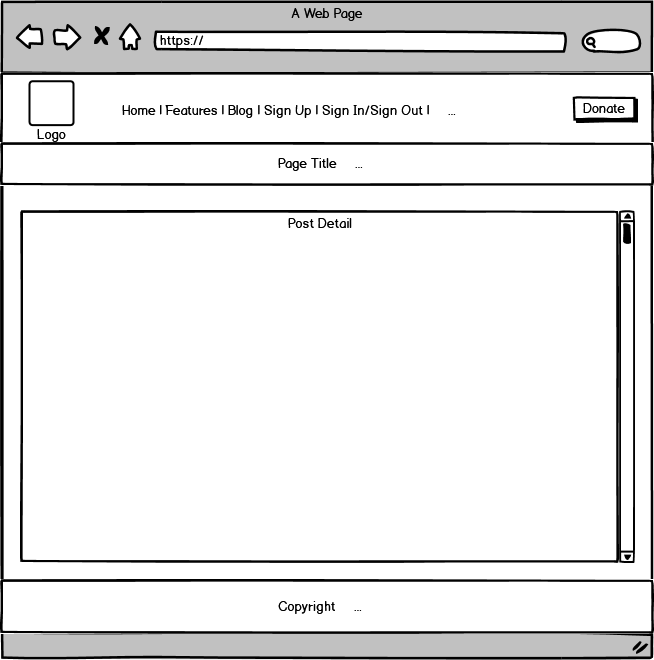 A Web Page
https://
Home | Features | Blog | Sign Up | Sign In/Sign Out | ...
Donate
Logo
Page Title ...
Post Detail
Copyright ...